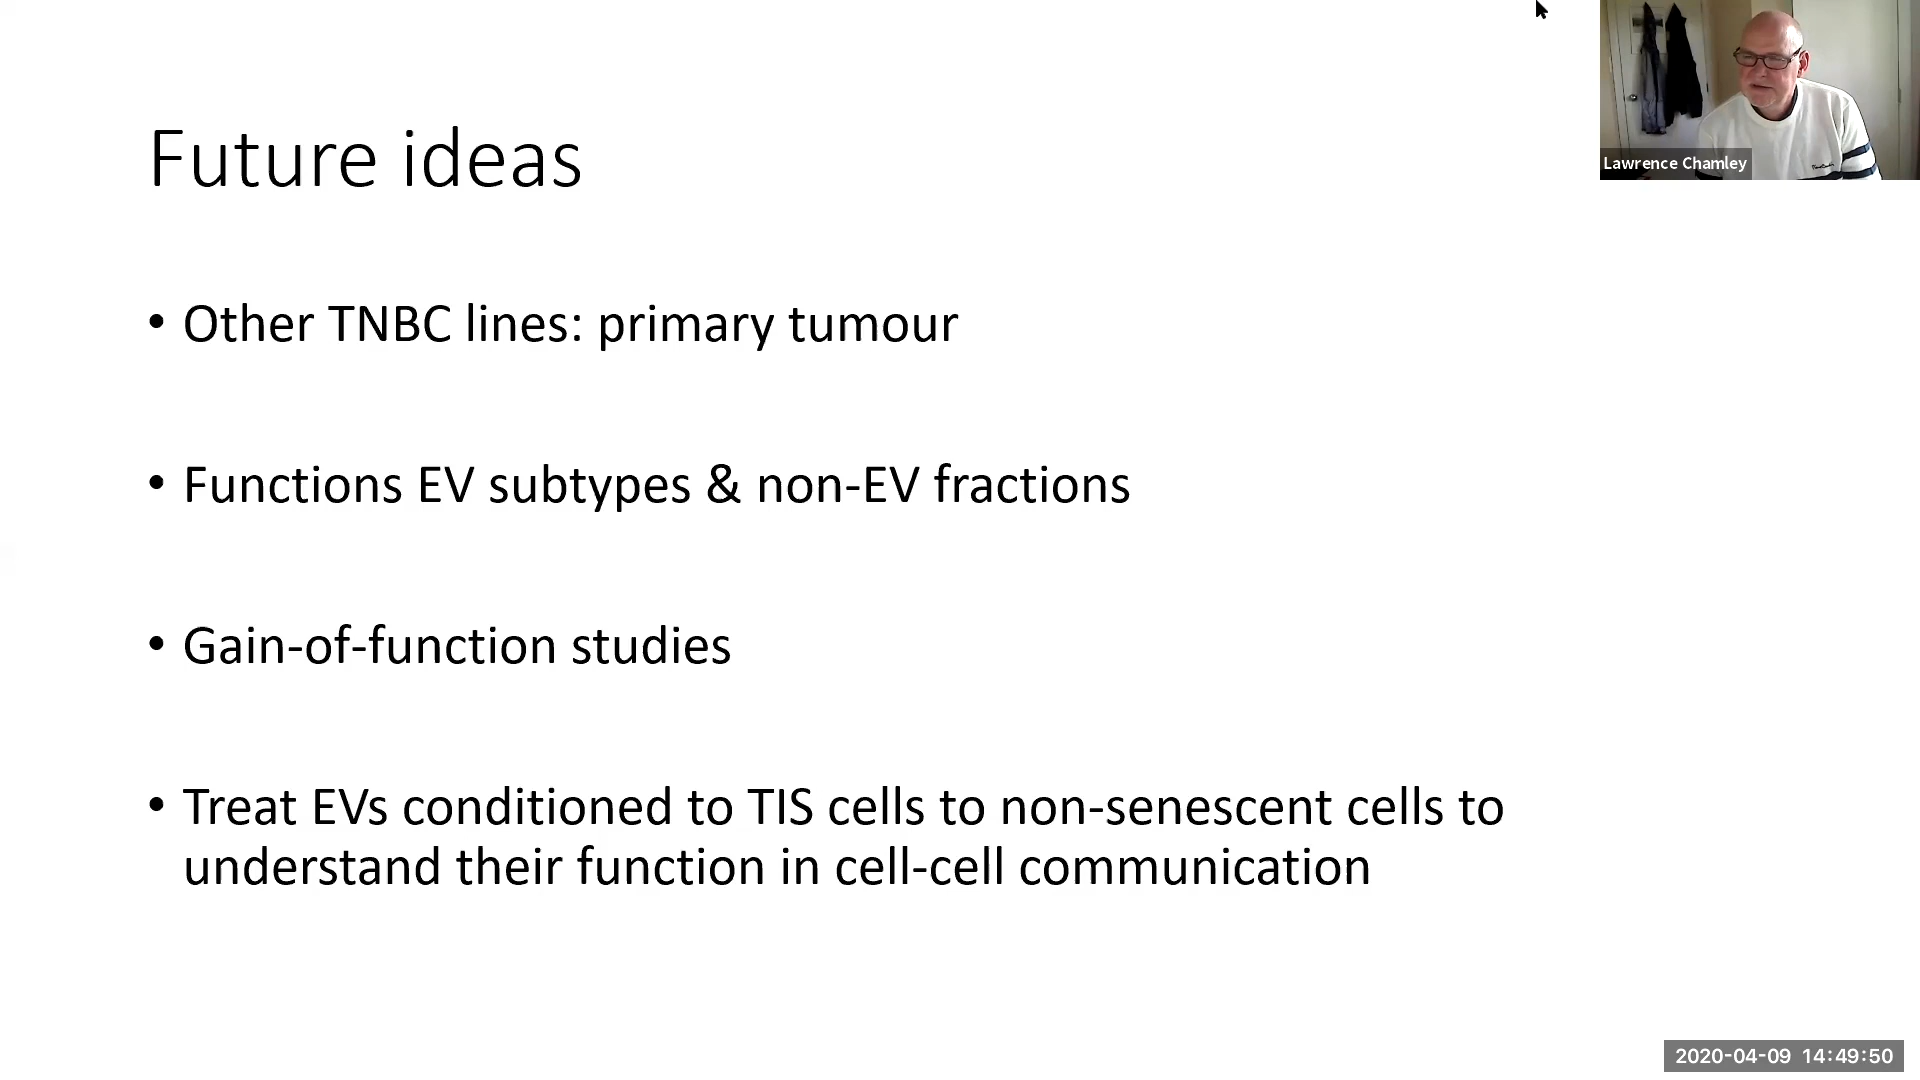 Future ideas
Lawrence Chamley
• Other TNBC lines: primary tumour
• Functions EV subtypes & non-EV fractions
• Gain-of-function studies
• Treat EVs conditioned to TIS cells to non-senescent cells to
understand their function in cell-cell communication
2020-04-09 14:49:50